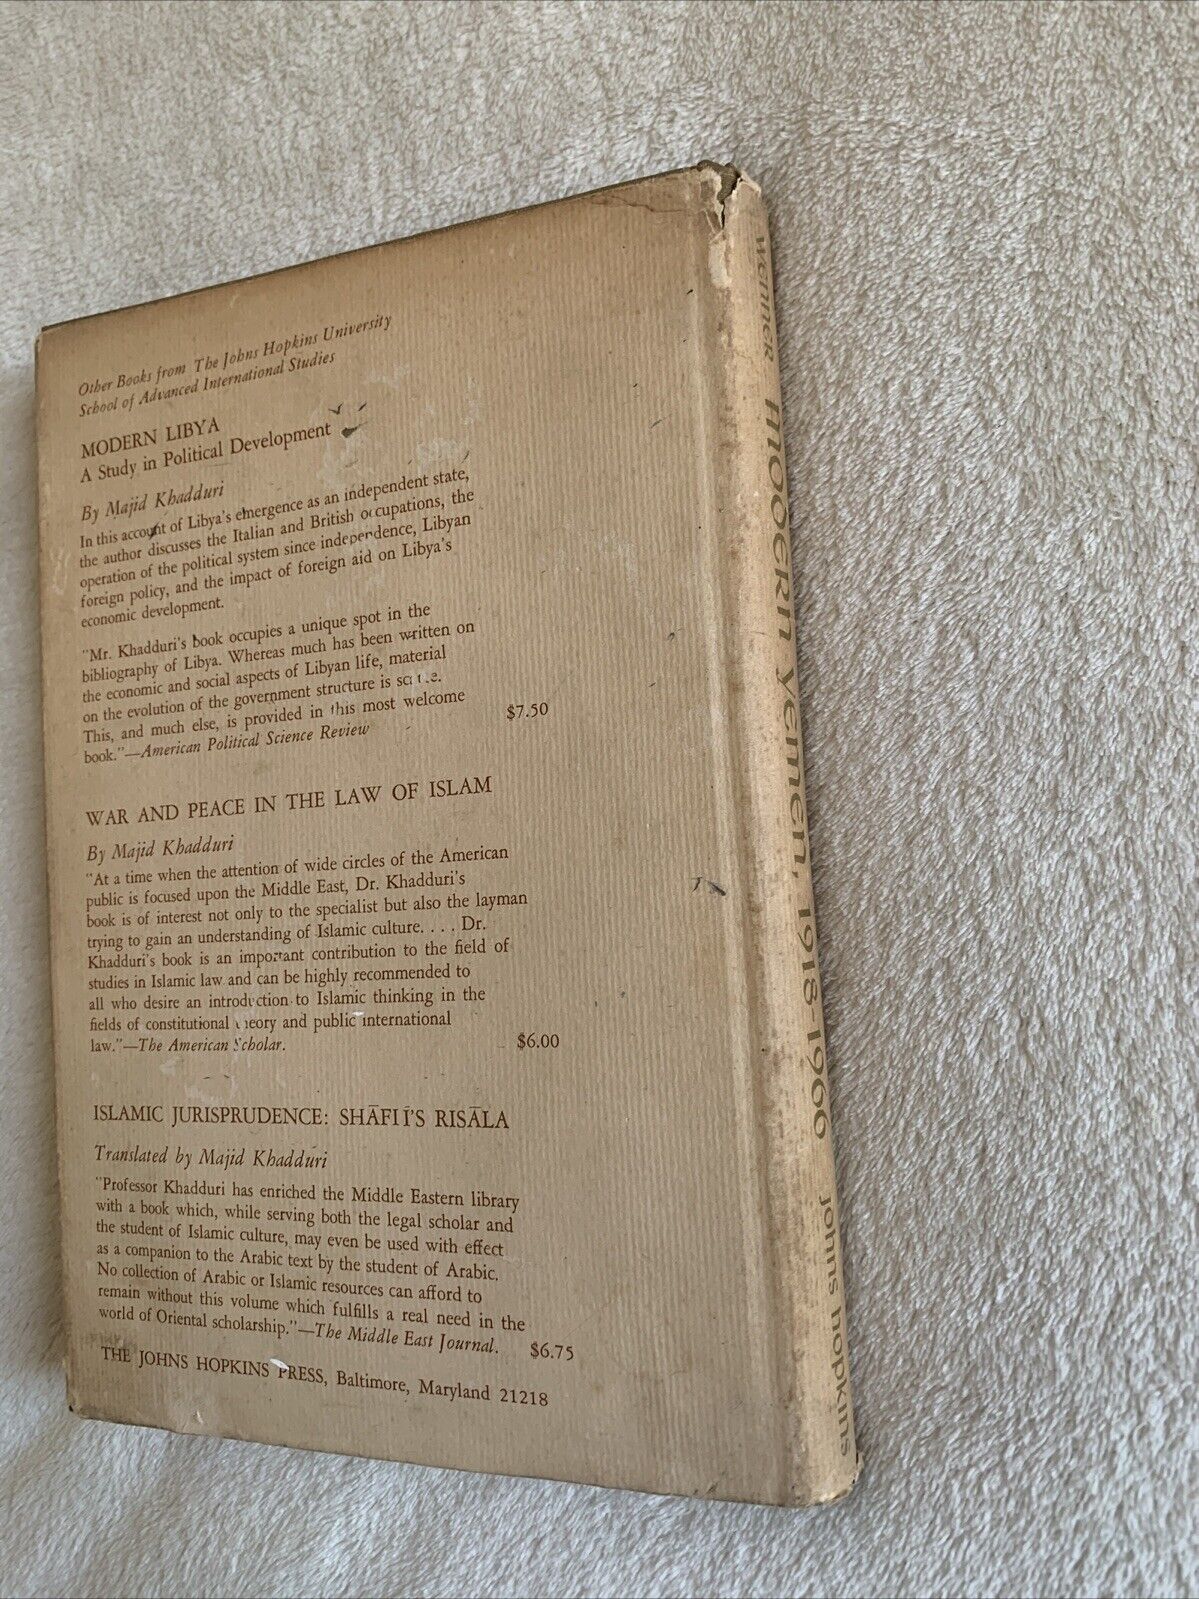 Other Books from The Johns Hopkins University
School of Advanced International Studies
MODERN LIBYA
A Study in Political Development
By Majid Khadduri
In this account of Libya's emergence as an independent state,
the author discusses the Italian and British occupations, the
operation of the political system since independence, Libyan
foreign policy, and the impact of foreign aid on Libya's
economic development.
"Mr. Khadduri's book occupies a unique spot in the
bibliography of Libya. Whereas much has been written on
the economic and social aspects of Libyan life, material
on the evolution of the government structure is
This, and much else, is provided in this most welcome
book."—American Political Science Review $7.50
WAR AND PEACE IN THE LAW OF ISLAM
By Majid Khadduri
"At a time when the attention of wide circles of the American
public is focused upon the Middle East, Dr. Khadduri's
book is of interest not only to the specialist but also the layman
trying to gain an understanding of Islamic culture. . . . Dr.
Khadduri's book is an important contribution to the field of
studies in Islamic law and can be highly recommended to
all who desire an introduction to Islamic thinking in the
fields of constitutional theory and public international
law."—The American Scholar. $6.00
ISLAMIC JURISPRUDENCE: SHĀFIĪ'S RISĀLA
Translated by Majid Khadduri
"Professor Khadduri has enriched the Middle Eastern library
with a book which, while serving both the legal scholar and
the student of Islamic culture, may even be used with effect
as a companion to the Arabic text by the student of Arabic.
No collection of Arabic or Islamic resources can afford to
remain without this volume which fulfills a real need in the
world of Oriental scholarship."—The Middle East Journal. $6.75
THE JOHNS HOPKINS PRESS, Baltimore, Maryland 21218
wenner modern yemen, 1918-1966 johns hopkins